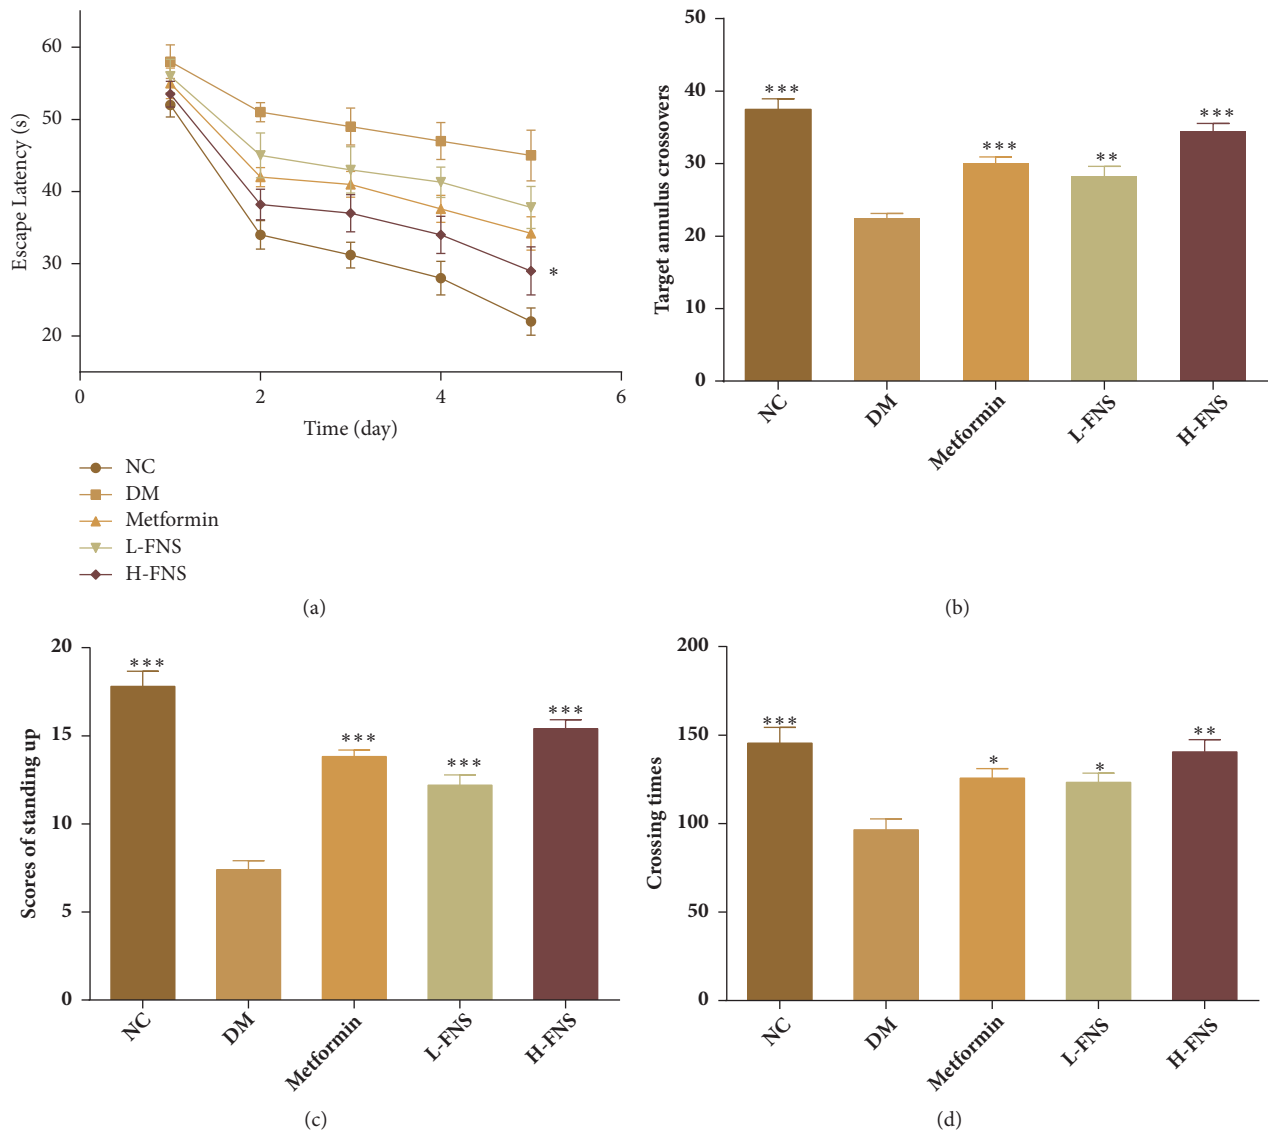 60
50
40
30
20
Escape Latency (s)
0
2
4
6
Time (day)
*
NC
DM
Metformin
L-FNS
H-FNS
(a)
50
40
30
20
10
0
Target annulus crossovers
***
***
**
***
NC
DM
Metformin
L-FNS
H-FNS
(b)
20
15
10
5
0
Scores of standing up
***
***
***
***
NC
DM
Metformin
L-FNS
H-FNS
(c)
200
150
100
50
0
Crossing times
***
*
*
**
NC
DM
Metformin
L-FNS
H-FNS
(d)